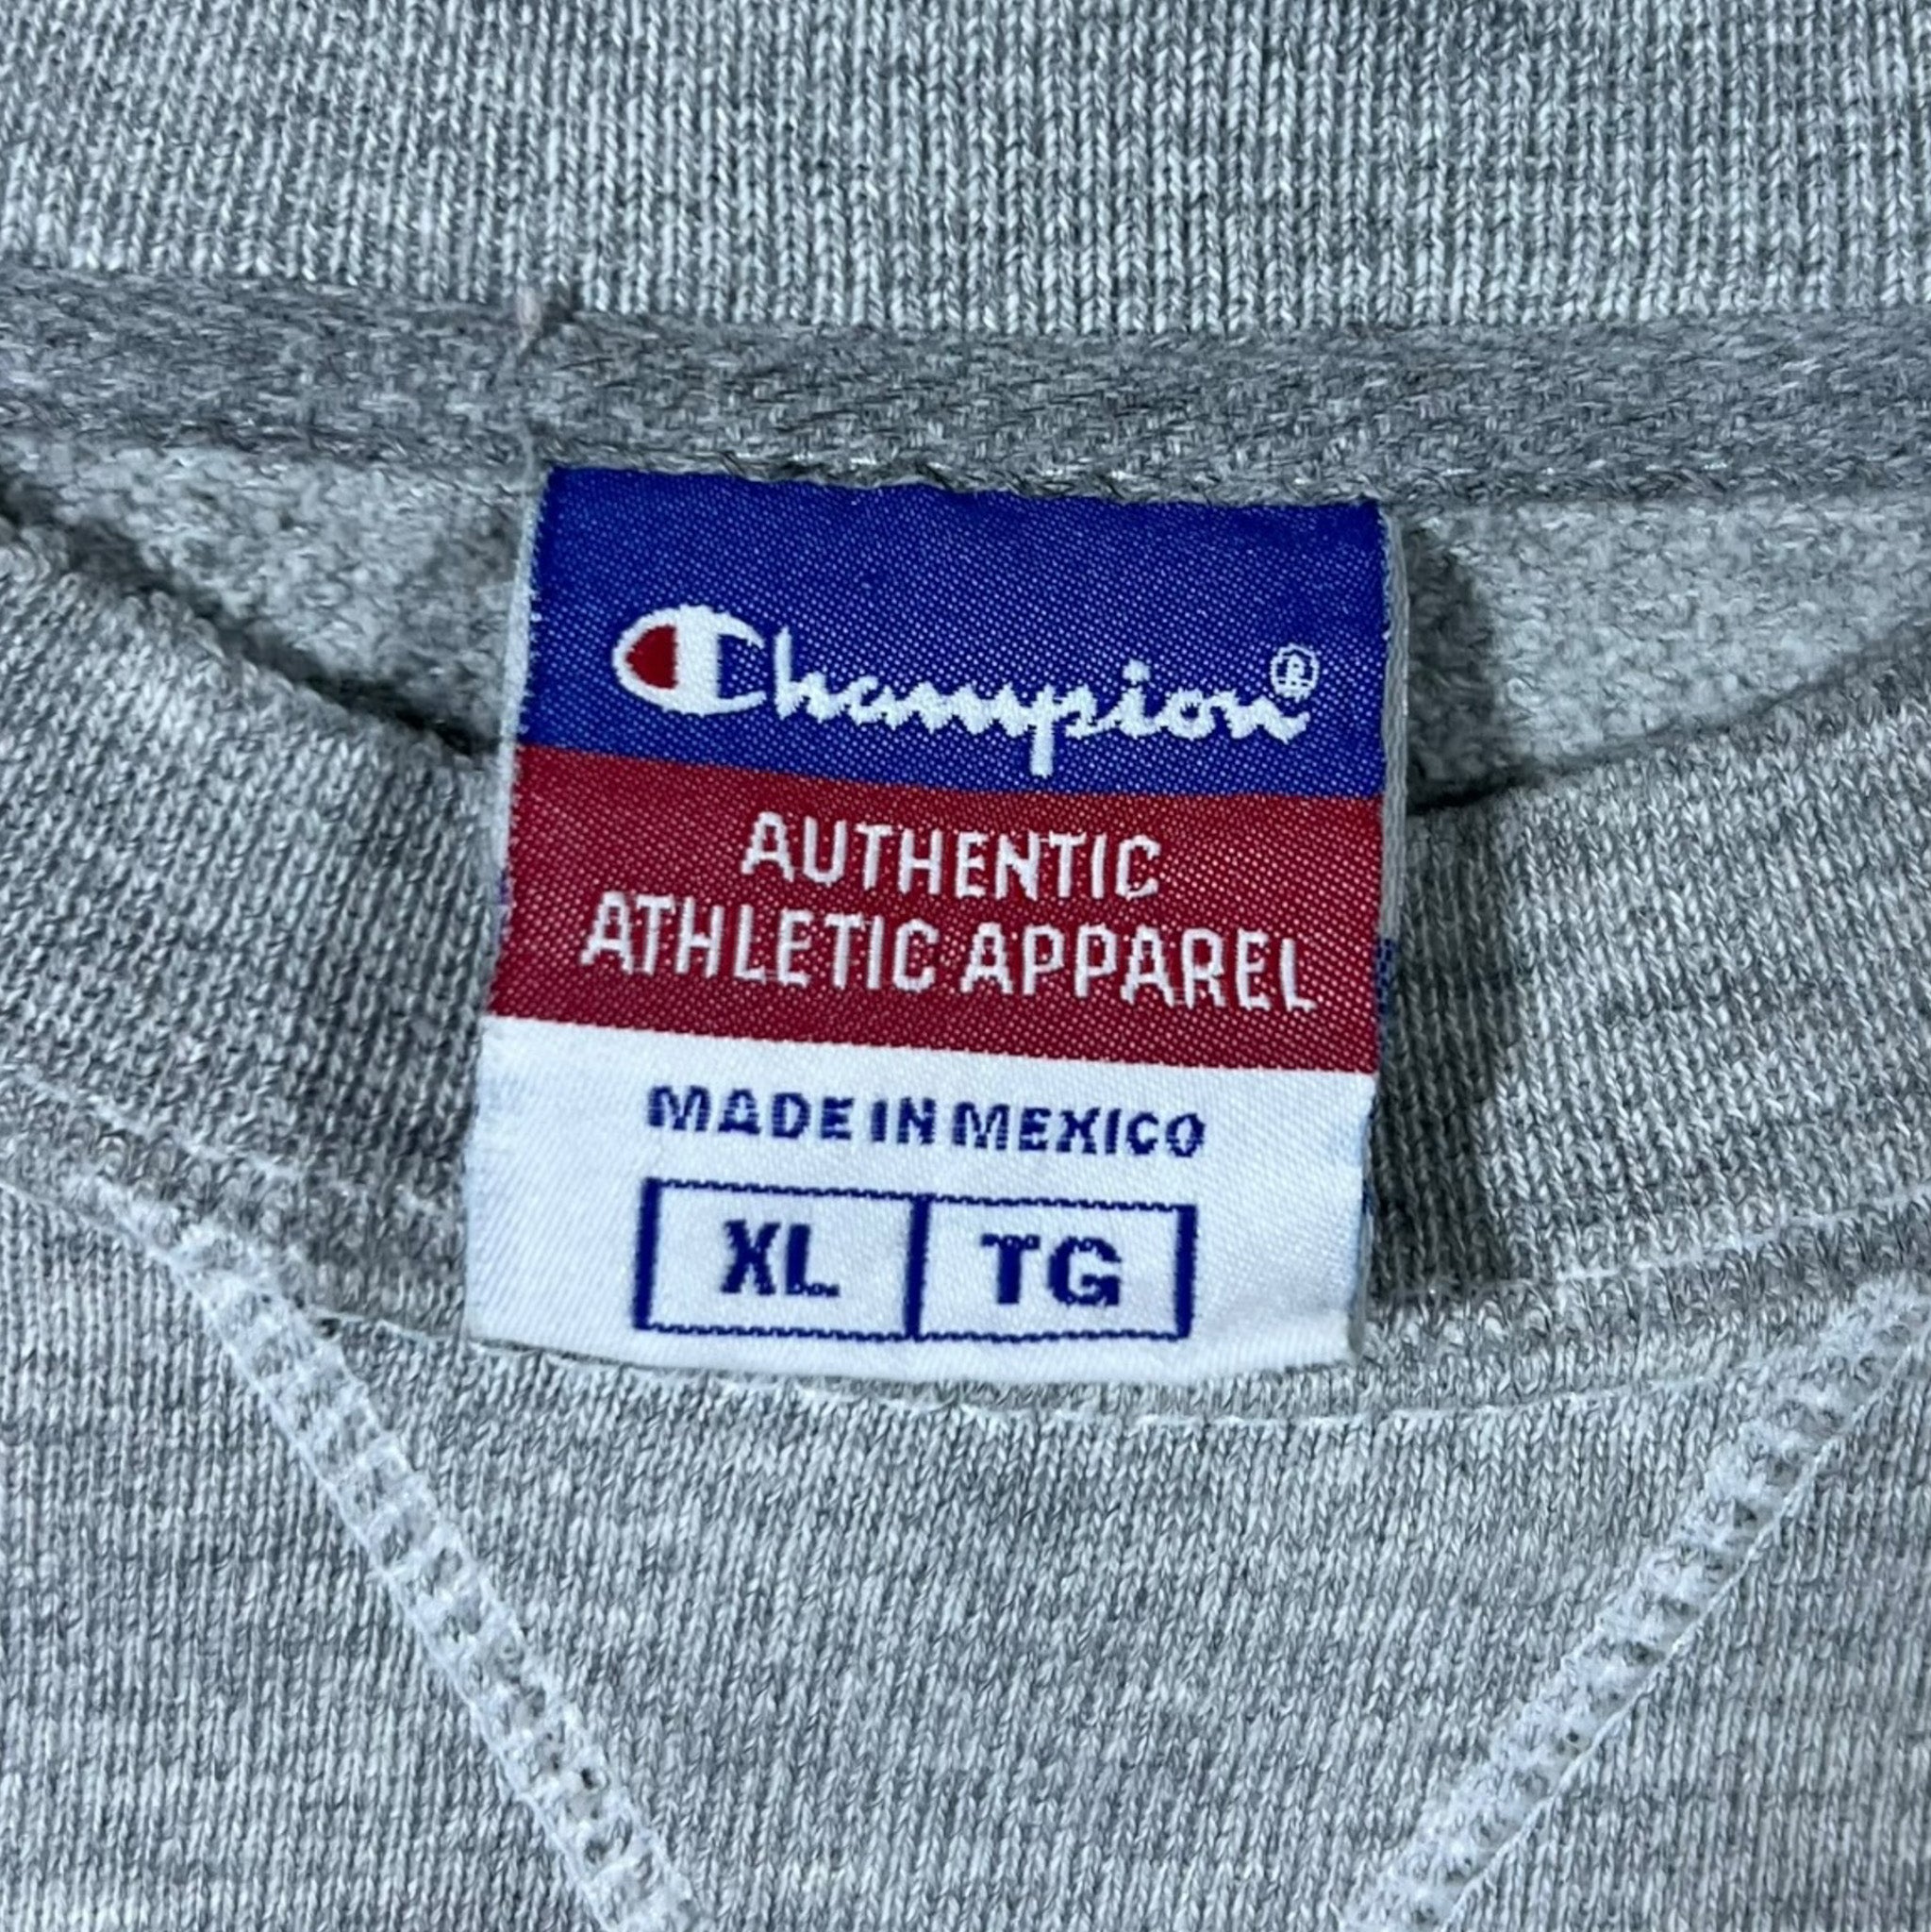 Champion®
AUTHENTIC
ATHLETIC APPAREL
MADE IN MEXICO
XL TG